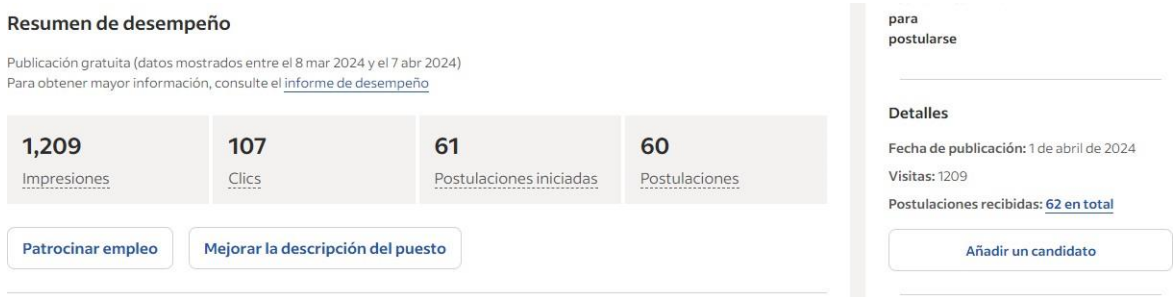 Resumen de desempeño
Publicación gratuita (datos mostrados entre el 8 mar 2024 y el 7 abr 2024)
Para obtener mayor información, consulte el informe de desempeño
1,209
Impresiones
107
Clics
61
Postulaciones iniciadas
60
Postulaciones
Patrocinar empleo
Mejorar la descripción del puesto
para
postularse
Detalles
Fecha de publicación: 1 de abril de 2024
Visitas: 1209
Postulaciones recibidas: 62 en total
Añadir un candidato